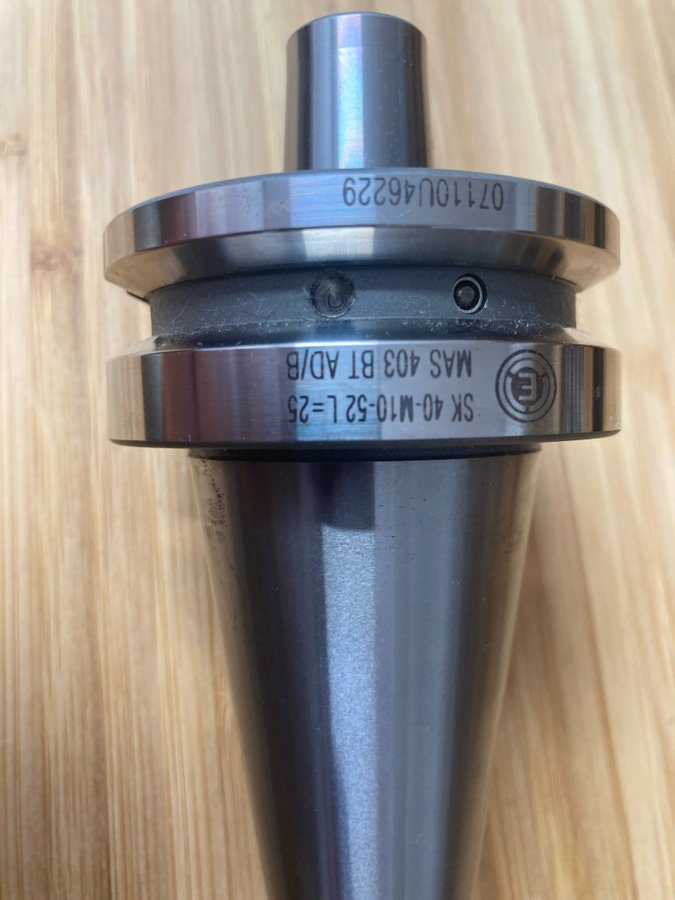 SK 40-M10-52 L=25
MAS 403 BT AD/B
E
07110U46229